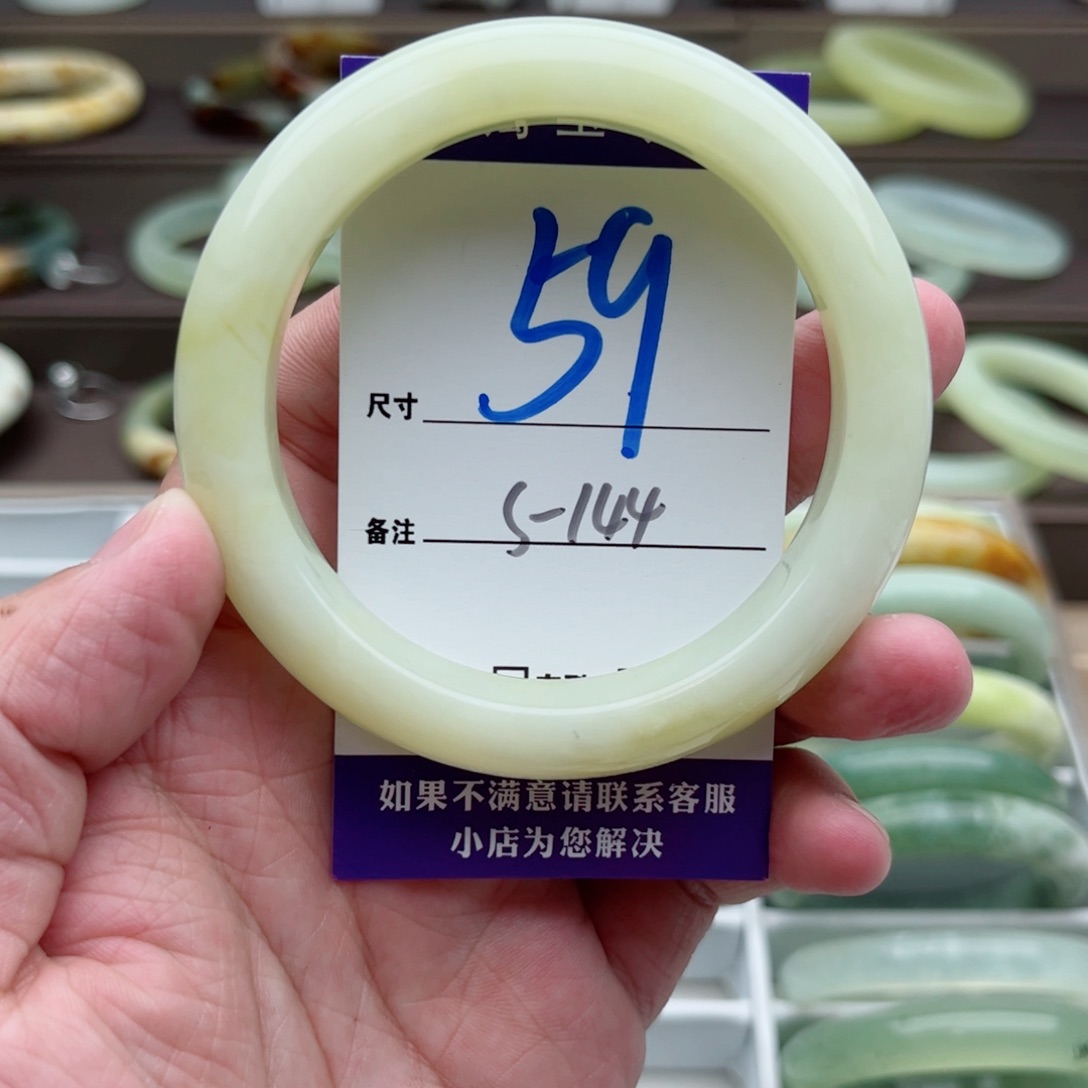 尺寸 59
备注 S-144
如果不满意请联系客服
小店为您解决